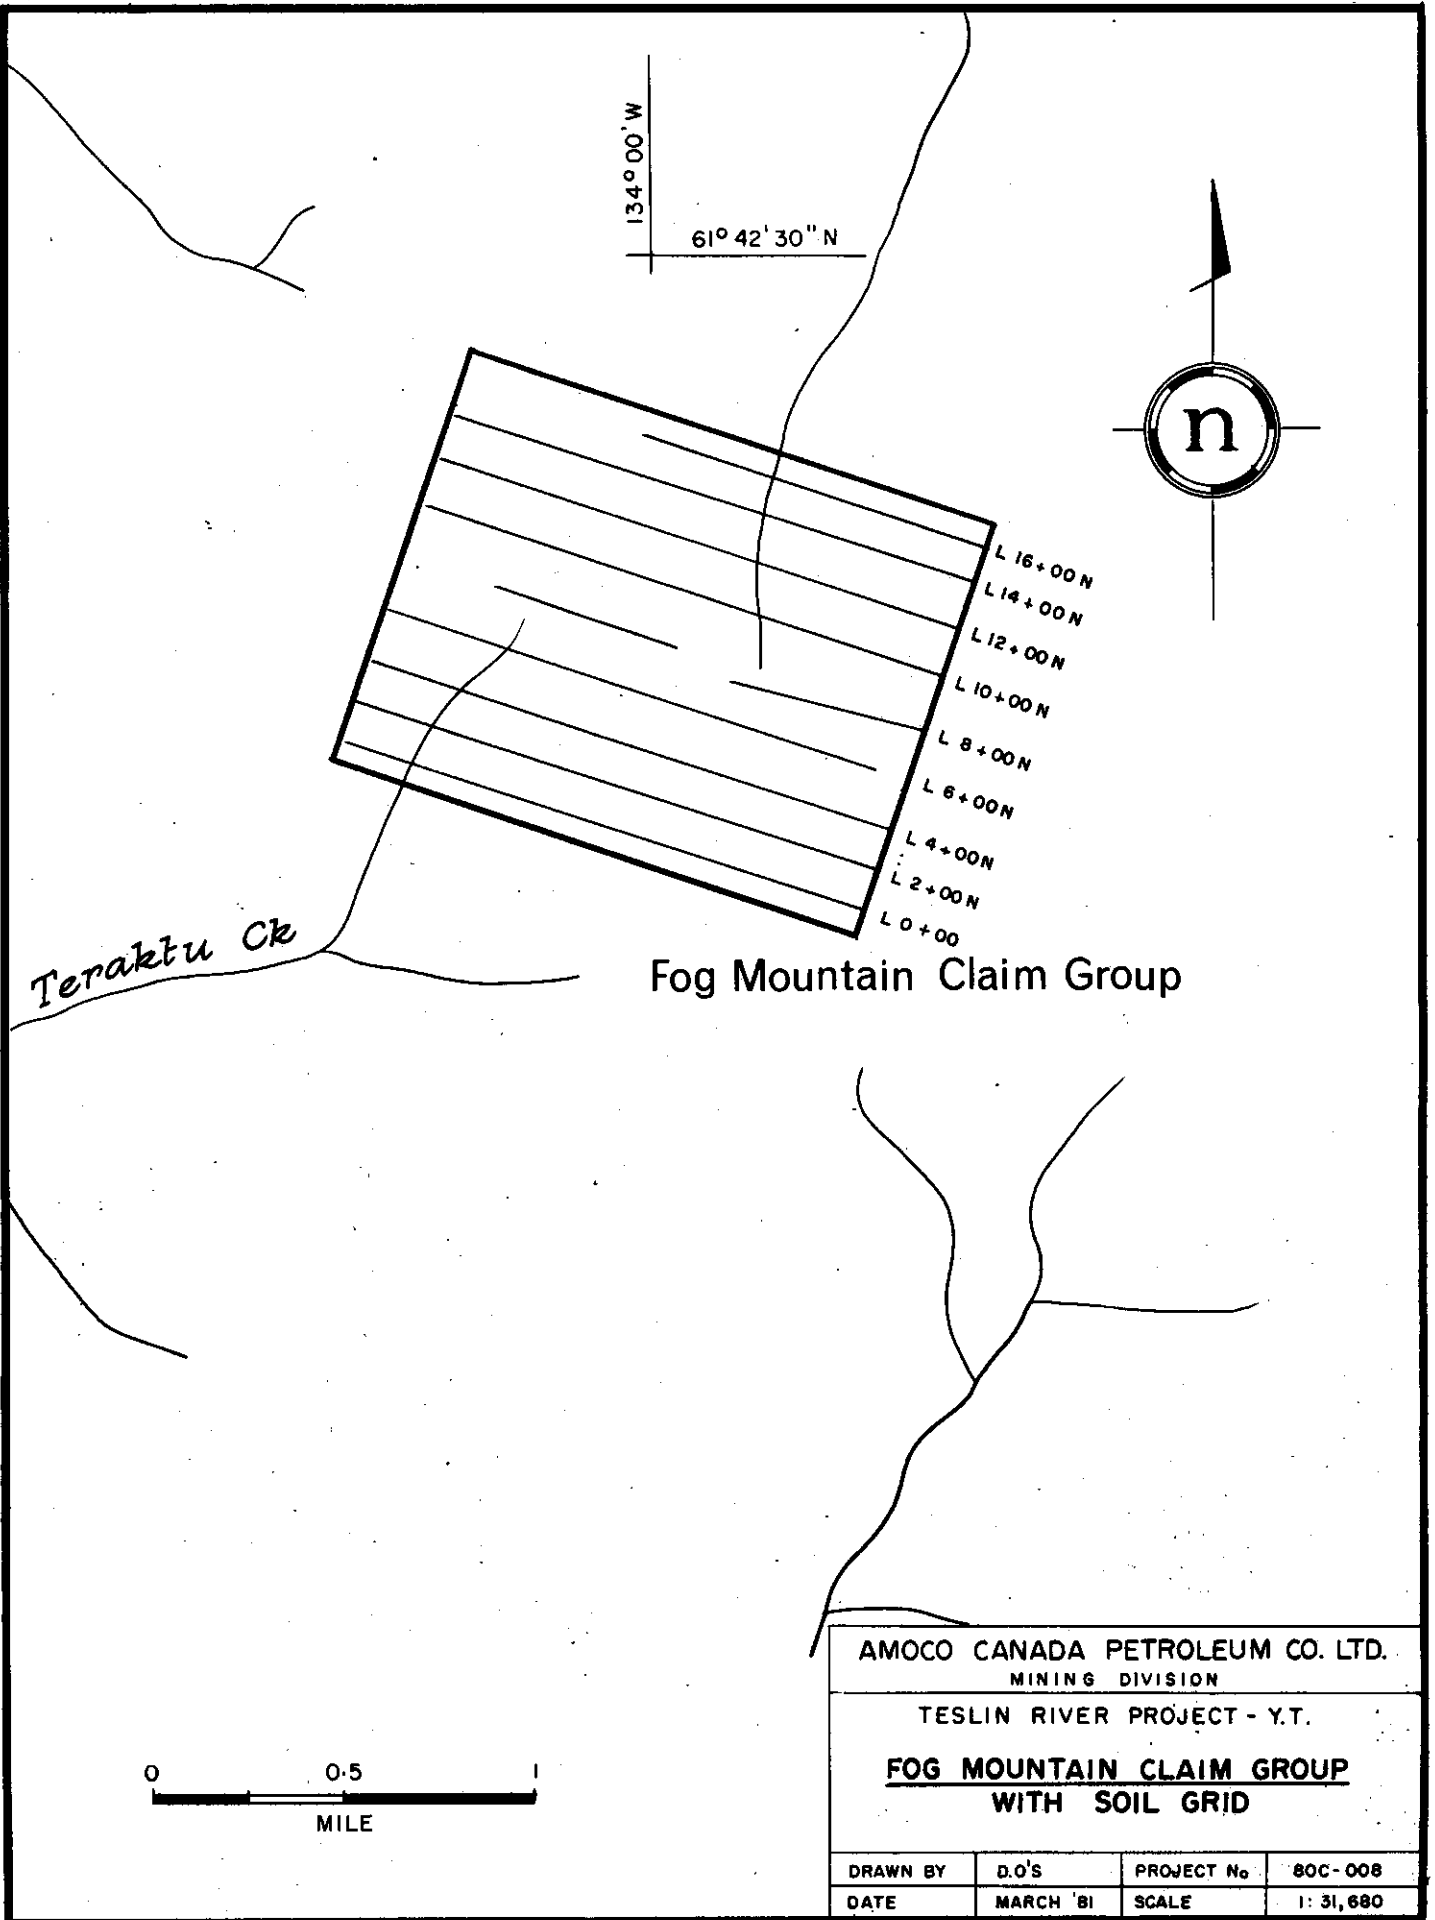 134° 00' W
61° 42' 30" N
n
L 16+00 N
L 14+00 N
L 12+00 N
L 10+00 N
L 8+00 N
L 6+00 N
L 4+00 N
L 2+00 N
L 0+00
Teraktu Ck
Fog Mountain Claim Group
0 0·5 1
MILE
AMOCO CANADA PETROLEUM CO. LTD.
MINING DIVISION
TESLIN RIVER PROJECT - Y.T.
FOG MOUNTAIN CLAIM GROUP
WITH SOIL GRID
DRAWN BY D.O'S PROJECT No 80C-008
DATE MARCH '81 SCALE 1: 31,680